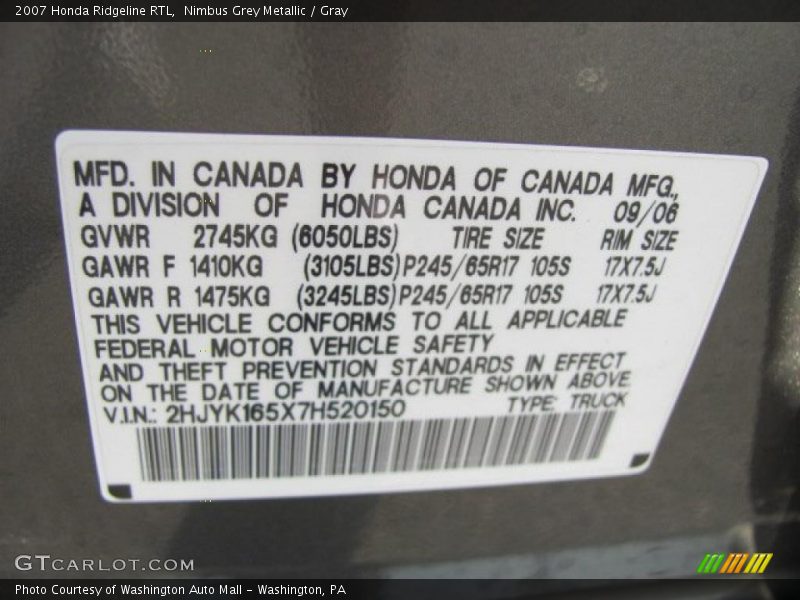 2007 Honda Ridgeline RTL,  Nimbus Grey Metallic / Gray
MFD. IN CANADA BY HONDA OF CANADA MFG.,
A DIVISION OF HONDA CANADA INC. 09/06
GVWR 2745KG (6050LBS) TIRE SIZE RIM SIZE
GAWR F 1410KG (3105LBS) P245/65R17 105S 17X7.5J
GAWR R 1475KG (3245LBS) P245/65R17 105S 17X7.5J
THIS VEHICLE CONFORMS TO ALL APPLICABLE
FEDERAL MOTOR VEHICLE SAFETY
AND THEFT PREVENTION STANDARDS IN EFFECT
ON THE DATE OF MANUFACTURE SHOWN ABOVE.
V.I.N.: 2HJYK165X7H520150 TYPE: TRUCK
GTCARLOT.COM
Photo Courtesy of Washington Auto Mall - Washington, PA